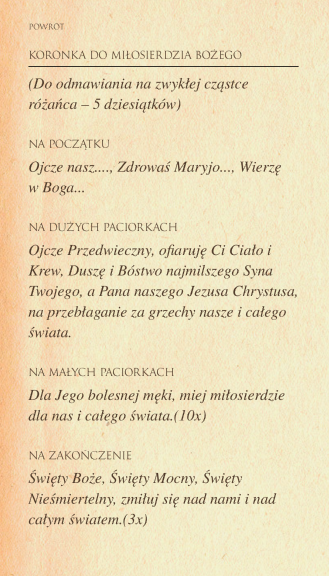 POWRÓT
KORONKA DO MIŁOSIERDZIA BOŻEGO
(Do odmawiania na zwykłej cząstce
różańca – 5 dziesiątków)
NA POCZĄTKU
Ojcze nasz...., Zdrowaś Maryjo..., Wierzę
w Boga...
NA DUŻYCH PACIORKACH
Ojcze Przedwieczny, ofiaruję Ci Ciało i
Krew, Duszę i Bóstwo najmilszego Syna
Twojego, a Pana naszego Jezusa Chrystusa,
na przebłaganie za grzechy nasze i całego
świata.
NA MAŁYCH PACIORKACH
Dla Jego bolesnej męki, miej miłosierdzie
dla nas i całego świata.(10x)
NA ZAKOŃCZENIE
Święty Boże, Święty Mocny, Święty
Nieśmiertelny, zmiłuj się nad nami i nad
całym światem.(3x)